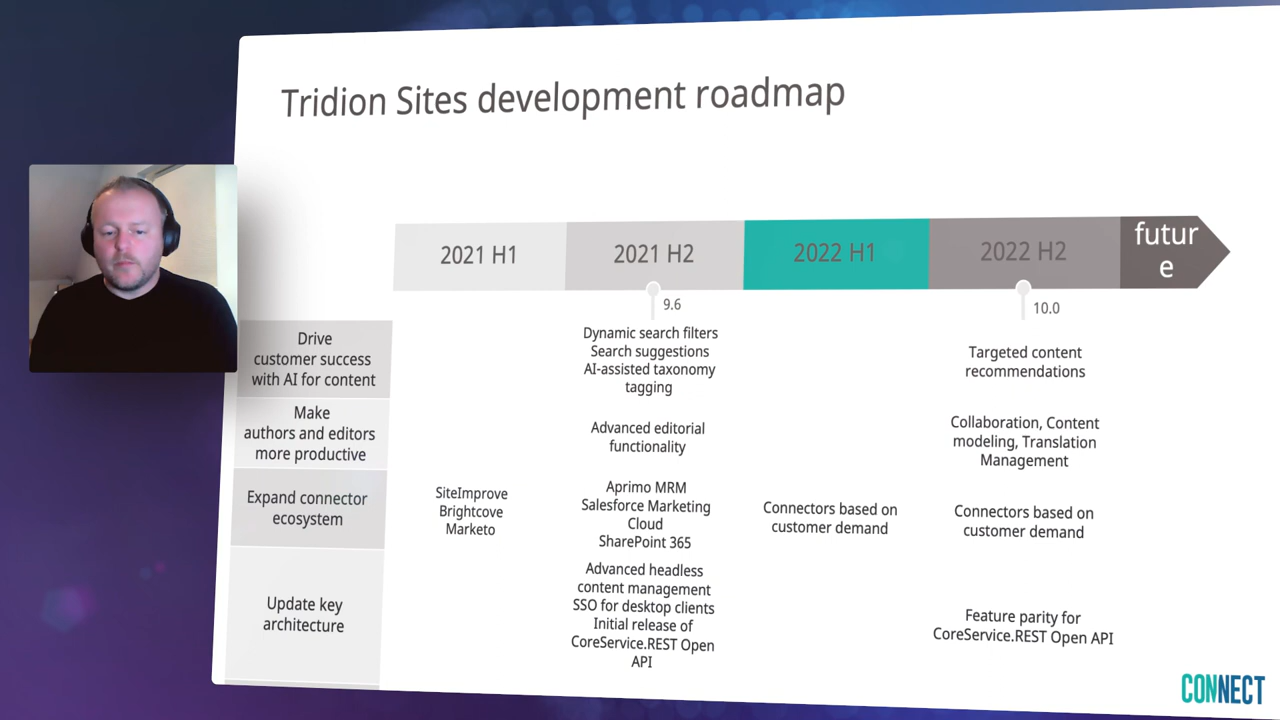 Tridion Sites development roadmap
2021 H1
2021 H2
2022 H1
2022 H2
futur
e
9.6
10.0
Drive
customer success
with AI for content
Dynamic search filters
Search suggestions
AI-assisted taxonomy
tagging
Targeted content
recommendations
Make
authors and editors
more productive
Advanced editorial
functionality
Collaboration, Content
modeling, Translation
Management
Expand connector
ecosystem
SiteImprove
Brightcove
Marketo
Aprimo MRM
Salesforce Marketing
Cloud
SharePoint 365
Connectors based on
customer demand
Connectors based on
customer demand
Update key
architecture
Advanced headless
content management
SSO for desktop clients
Initial release of
CoreService.REST Open
API
Feature parity for
CoreService.REST Open API
CONNECT